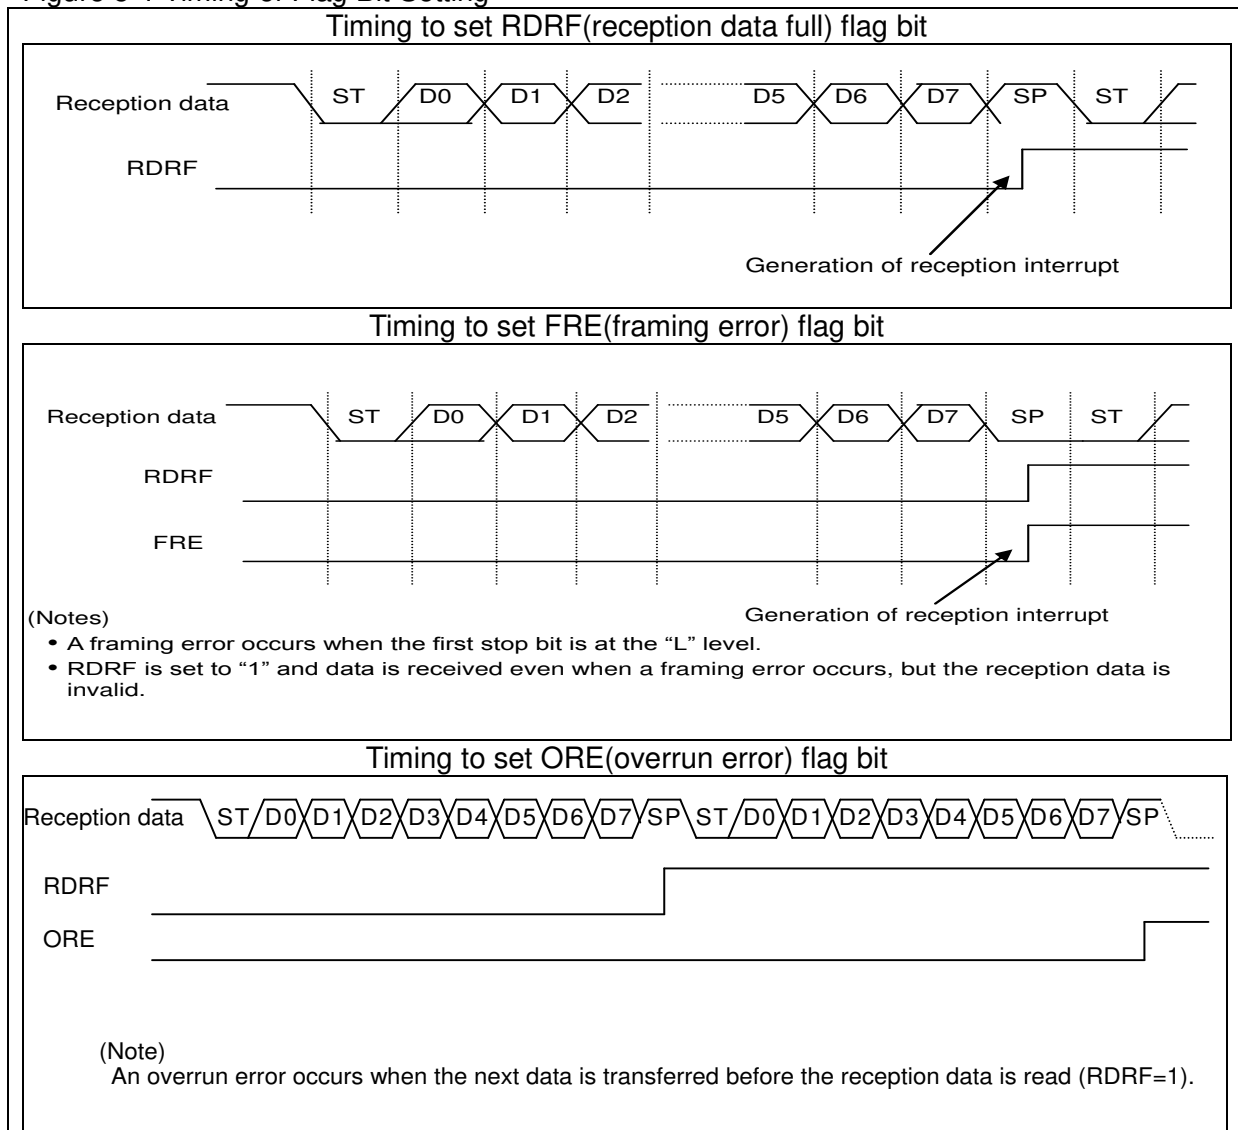 Timing to set RDRF(reception data full) flag bit
Reception data ST D0 D1 D2 D5 D6 D7 SP ST
RDRF
Generation of reception interrupt
Timing to set FRE(framing error) flag bit
Reception data ST D0 D1 D2 D5 D6 D7 SP ST
RDRF
FRE
Generation of reception interrupt
(Notes)
• A framing error occurs when the first stop bit is at the “L” level.
• RDRF is set to “1” and data is received even when a framing error occurs, but the reception data is
invalid.
Timing to set ORE(overrun error) flag bit
Reception data ST D0 D1 D2 D3 D4 D5 D6 D7 SP ST D0 D1 D2 D3 D4 D5 D6 D7 SP
RDRF
ORE
(Note)
An overrun error occurs when the next data is transferred before the reception data is read (RDRF=1).